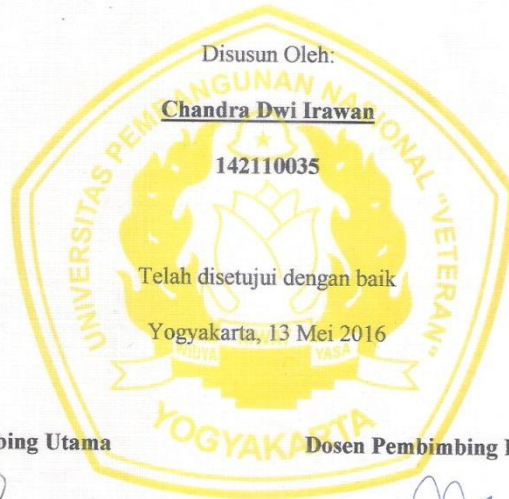 Disusun Oleh:
Chandra Dwi Irawan
142110035
Telah disetujui dengan baik
Yogyakarta, 13 Mei 2016
Utama
Dosen Pembimbing
UNIVERSITAS PEMBANGUNAN NASIONAL "VETERAN"
WIDYA YASA
YOGYAKARTA